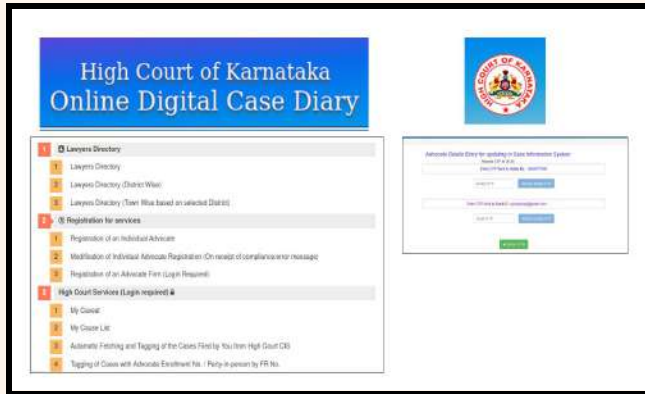 High Court of Karnataka
Online Digital Case Diary
HIGH COURT OF KARNATAKA
1 Lawyers Directory
1 Lawyers Directory
2 Lawyers Directory (District Wise)
3 Lawyers Directory (Town Wise based on selected District)
2 Registration for services
1 Registration of an Individual Advocate
2 Modification of Individual Advocate Registration (On receipt of compliance/error message)
3 Registration of an Advocate Firm (Login Required)
3 High Court Services (Login required)
1 My Caveat
2 My Cause List
3 Automatic Fetching and Tagging of the Cases Filed by You from High Court CIS
4 Tagging of Cases with Advocate Enrollment No. / Party-in-person by FR No.
Advocate Details Entry for updating in Case Information System